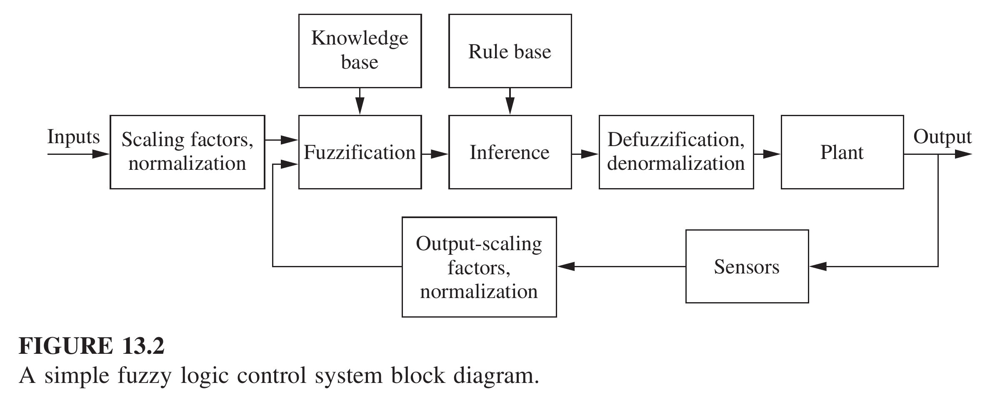 Knowledge
base
Rule base
Inputs
Scaling factors,
normalization
Fuzzification
Inference
Defuzzification,
denormalization
Plant
Output
Output-scaling
factors,
normalization
Sensors
FIGURE 13.2
A simple fuzzy logic control system block diagram.